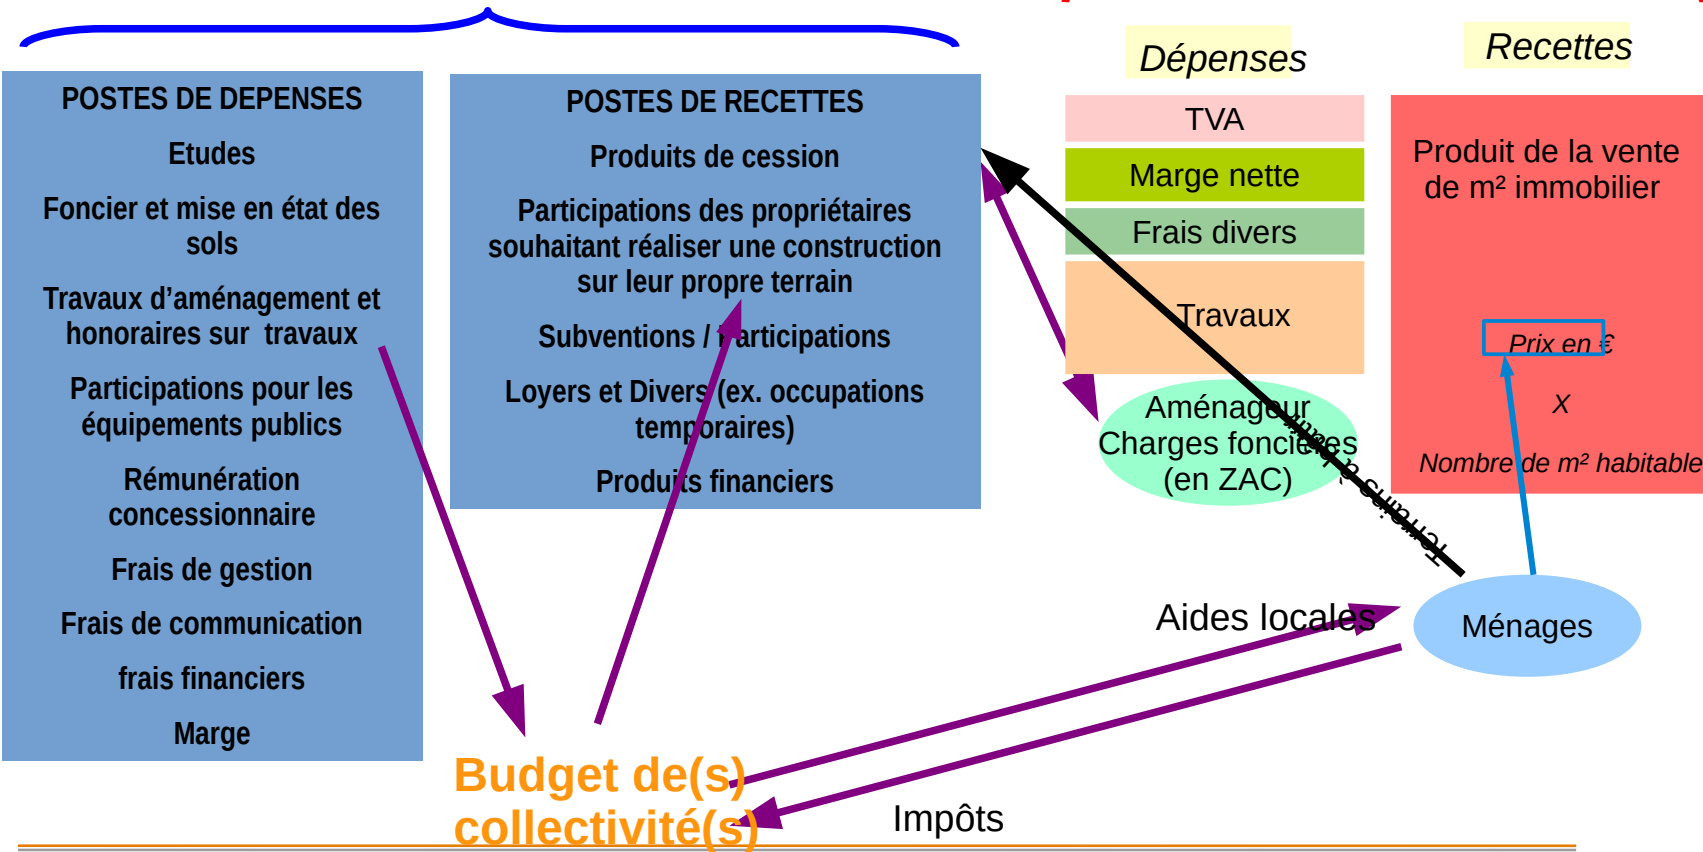 POSTES DE DEPENSES
Etudes
Foncier et mise en état des
sols
Travaux d’aménagement et
honoraires sur travaux
Participations pour les
équipements publics
Rémunération
concessionnaire
Frais de gestion
Frais de communication
frais financiers
Marge
POSTES DE RECETTES
Produits de cession
Participations des propriétaires
souhaitant réaliser une construction
sur leur propre terrain
Subventions / Participations
Loyers et Divers (ex. occupations
temporaires)
Produits financiers
Dépenses
TVA
Marge nette
Frais divers
Travaux
Aménageur
Charges foncières
(en ZAC)
Recettes
Produit de la vente
de m² immobilier
Prix en €
X
Nombre de m² habitable
Terrains à bâtir
Ménages
Aides locales
Impôts
Budget de(s)
collectivité(s)